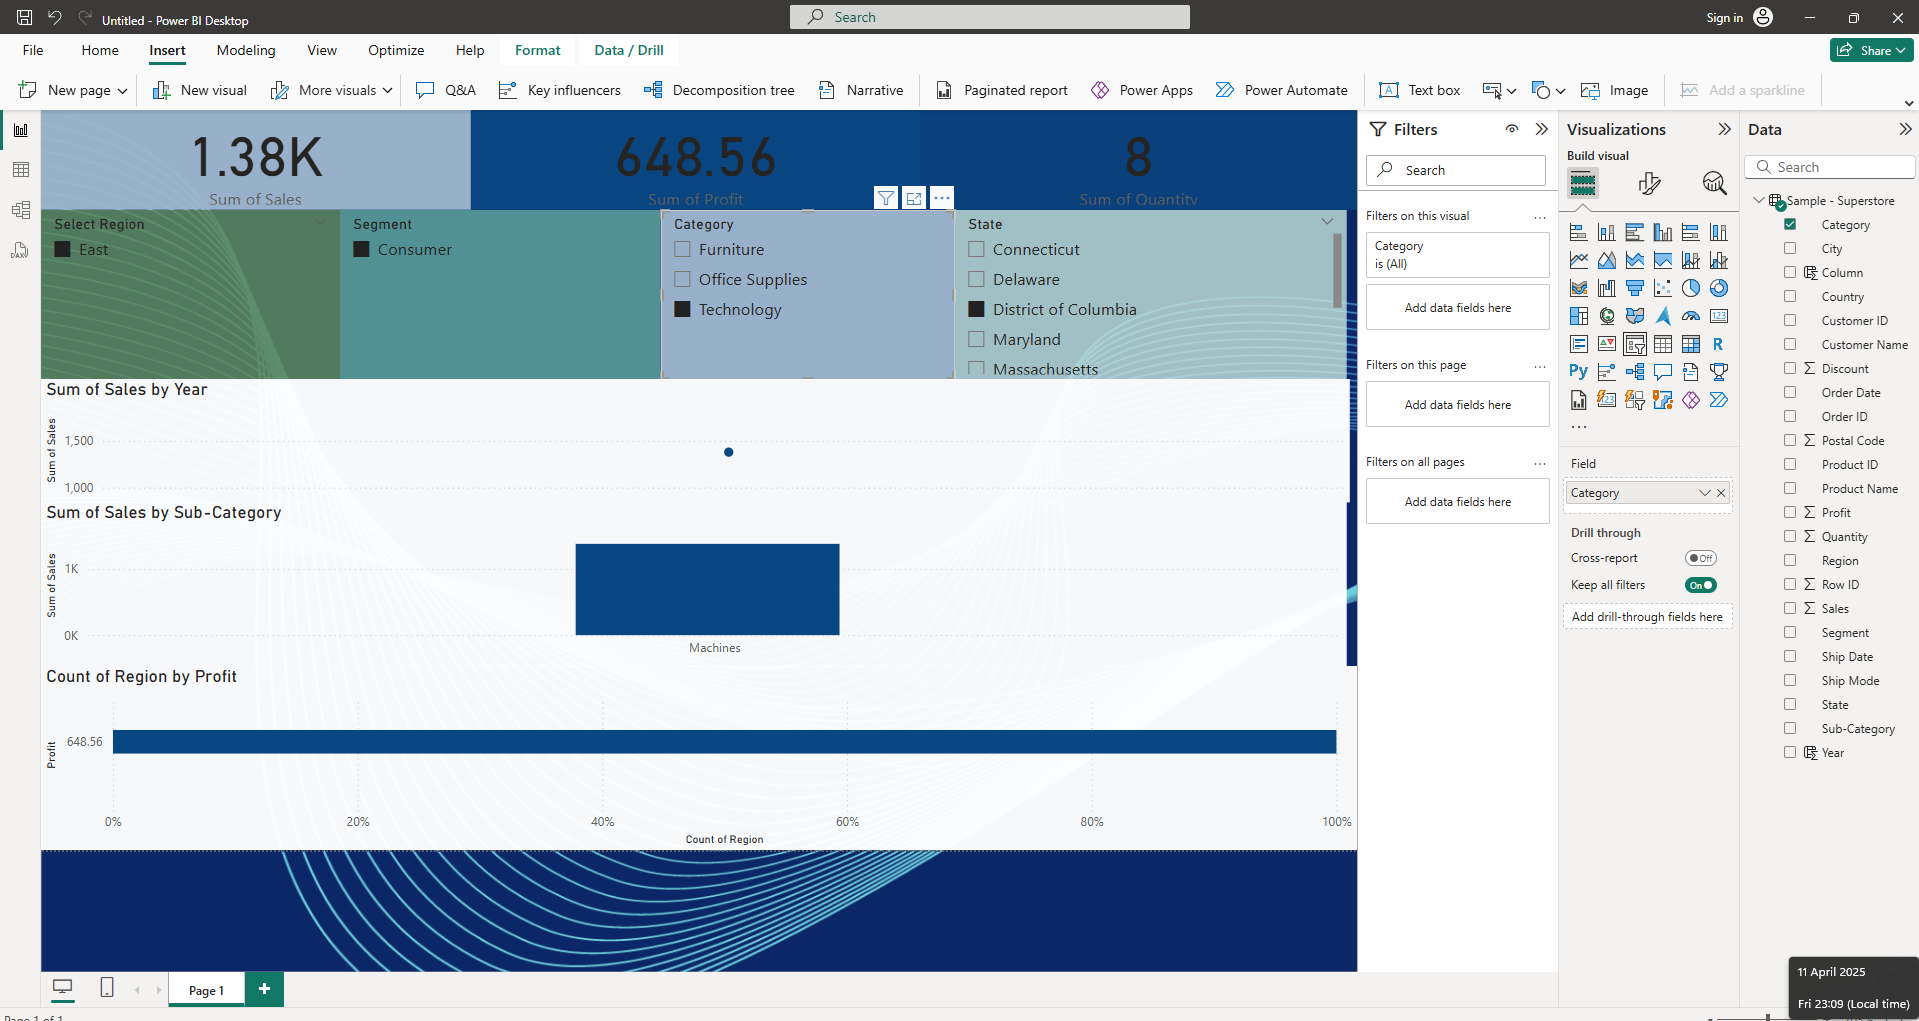 Untitled - Power BI Desktop
Search
Sign in
File Home Insert Modeling View Optimize Help Format Data / Drill
Share
New page New visual More visuals Q&A Key influencers Decomposition tree Narrative Paginated report Power Apps Power Automate Text box Image Add a sparkline
1.38K
Sum of Sales
648.56
Sum of Profit
8
Sum of Quantity
Select Region
East
Segment
Consumer
Category
Furniture
Office Supplies
Technology
State
Connecticut
Delaware
District of Columbia
Maryland
Massachusetts
Sum of Sales by Year
Sum of Sales
1,500
1,000
Sum of Sales by Sub-Category
Sum of Sales
1K
0K
Machines
Count of Region by Profit
Profit
648.56
0% 20% 40% 60% 80% 100%
Count of Region
Filters
Search
Filters on this visual
Category
is (All)
Add data fields here
Filters on this page
Add data fields here
Filters on all pages
Add data fields here
Visualizations
Build visual
123
R
Py
Field
Category
Drill through
Cross-report Off
Keep all filters On
Add drill-through fields here
Data
Search
Sample - Superstore
Category
City
Column
Country
Customer ID
Customer Name
Discount
Order Date
Order ID
Postal Code
Product ID
Product Name
Profit
Quantity
Region
Row ID
Sales
Segment
Ship Date
Ship Mode
State
Sub-Category
Year
DAX
Page 1
Page 1 of 1
11 April 2025
Fri 23:09 (Local time)